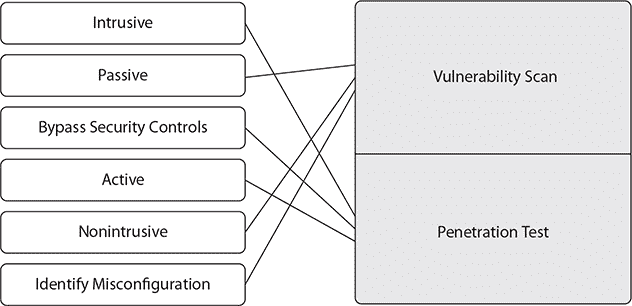 Intrusive
Passive
Bypass Security Controls
Active
Nonintrusive
Identify Misconfiguration
Vulnerability Scan
Penetration Test